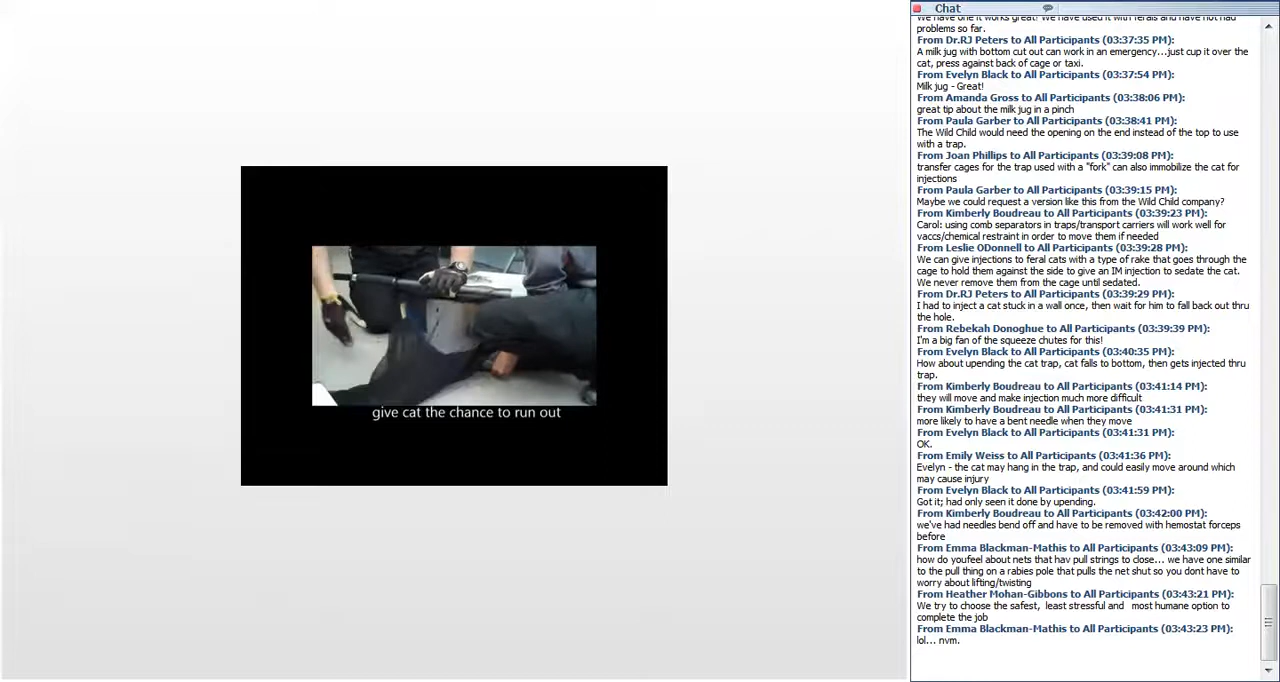 give cat the chance to run out
Chat
We have one it works great! We have used it with ferals and have not had
problems so far.
From Dr.RJ Peters to All Participants (03:37:35 PM):
A milk jug with bottom cut out can work in an emergency...just cup it over the
cat, press against back of cage or taxi.
From Evelyn Black to All Participants (03:37:54 PM):
Milk jug - Great!
From Amanda Gross to All Participants (03:38:06 PM):
great tip about the milk jug in a pinch
From Paula Garber to All Participants (03:38:41 PM):
The Wild Child would need the opening on the end instead of the top to use
with a trap.
From Joan Phillips to All Participants (03:39:08 PM):
transfer cages for the trap used with a "fork" can also immobilize the cat for
injections
From Paula Garber to All Participants (03:39:15 PM):
Maybe we could request a version like this from the Wild Child company?
From Kimberly Boudreau to All Participants (03:39:23 PM):
Carol: using comb separators in traps/transport carriers will work well for
vaccs/chemical restraint in order to move them if needed
From Leslie ODonnell to All Participants (03:39:28 PM):
We can give injections to feral cats with a type of rake that goes through the
cage to hold them against the side to give an IM injection to sedate the cat.
We never remove them from the cage until sedated.
From Dr.RJ Peters to All Participants (03:39:29 PM):
I had to inject a cat stuck in a wall once, then wait for him to fall back out thru
the hole.
From Rebekah Donoghue to All Participants (03:39:39 PM):
I'm a big fan of the squeeze chutes for this!
From Evelyn Black to All Participants (03:40:35 PM):
How about upending the cat trap, cat falls to bottom, then gets injected thru
trap.
From Kimberly Boudreau to All Participants (03:41:14 PM):
they will move and make injection much more difficult
From Kimberly Boudreau to All Participants (03:41:31 PM):
more likely to have a bent needle when they move
From Evelyn Black to All Participants (03:41:31 PM):
OK.
From Emily Weiss to All Participants (03:41:36 PM):
Evelyn - the cat may hang in the trap, and could easily move around which
may cause injury
From Evelyn Black to All Participants (03:41:59 PM):
Got it; had only seen it done by upending.
From Kimberly Boudreau to All Participants (03:42:00 PM):
we've had needles bend off and have to be removed with hemostat forceps
before
From Emma Blackman-Mathis to All Participants (03:43:09 PM):
how do youfeel about nets that hav pull strings to close... we have one similar
to the pull thing on a rabies pole that pulls the net shut so you dont have to
worry about lifting/twisting
From Heather Mohan-Gibbons to All Participants (03:43:21 PM):
We try to choose the safest, least stressful and most humane option to
complete the job
From Emma Blackman-Mathis to All Participants (03:43:23 PM):
lol... nvm.